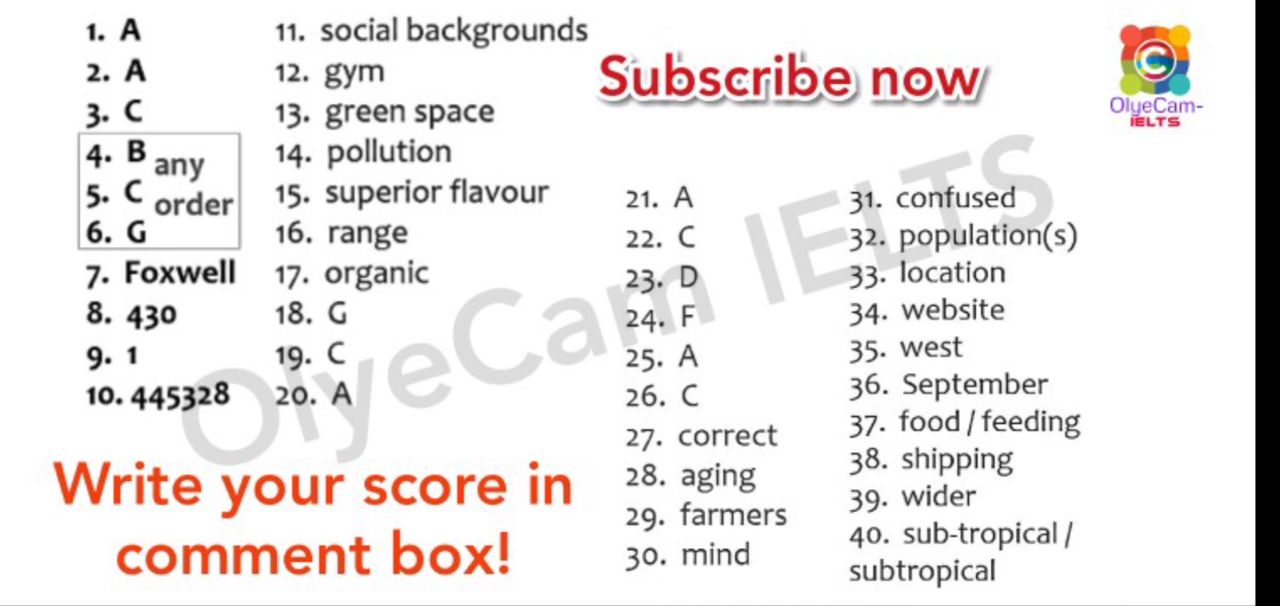 1. A
2. A
3. C
4. B any
5. C order
6. G
7. Foxwell
8. 430
9. 1
10. 445328
11. social backgrounds
12. gym
13. green space
14. pollution
15. superior flavour
16. range
17. organic
18. G
19. C
20. A
Subscribe now
OlyeCam-
IELTS
21. A
22. C
23. D
24. F
25. A
26. C
27. correct
28. aging
29. farmers
30. mind
31. confused
32. population(s)
33. location
34. website
35. west
36. September
37. food / feeding
38. shipping
39. wider
40. sub-tropical /
subtropical
Write your score in
comment box!
OlyeCam IELTS